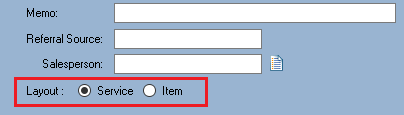 Memo:
Referral Source:
Salesperson:
Layout : Service Item